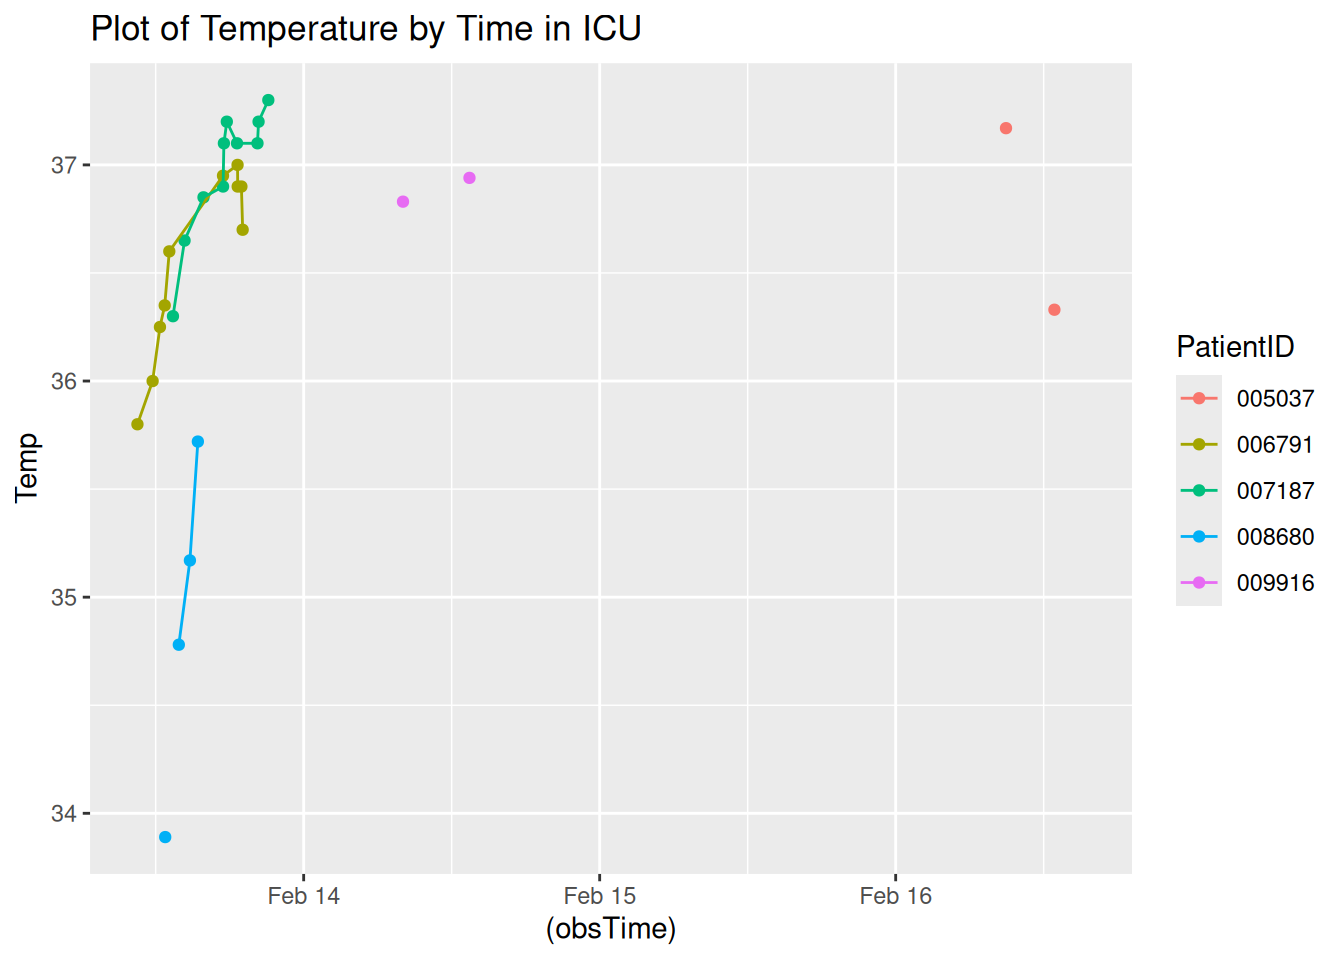 Plot of Temperature by Time in ICU
Temp
37
36
35
34
Feb 14
Feb 15
Feb 16
(obsTime)
PatientID
005037
006791
007187
008680
009916